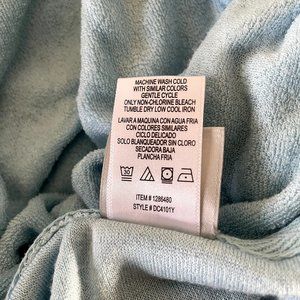 MACHINE WASH COLD
WITH SIMILAR COLORS
GENTLE CYCLE
ONLY NON-CHLORINE BLEACH
TUMBLE DRY LOW COOL IRON
LAVAR A MAQUINA CON AGUA FRIA
CON COLORES SIMILARES
CICLO DELICADO
SOLO BLANQUEADOR SIN CLORO
SECADORA BAJA
PLANCHA FRIA
ITEM # 1286480
STYLE # DC4101Y